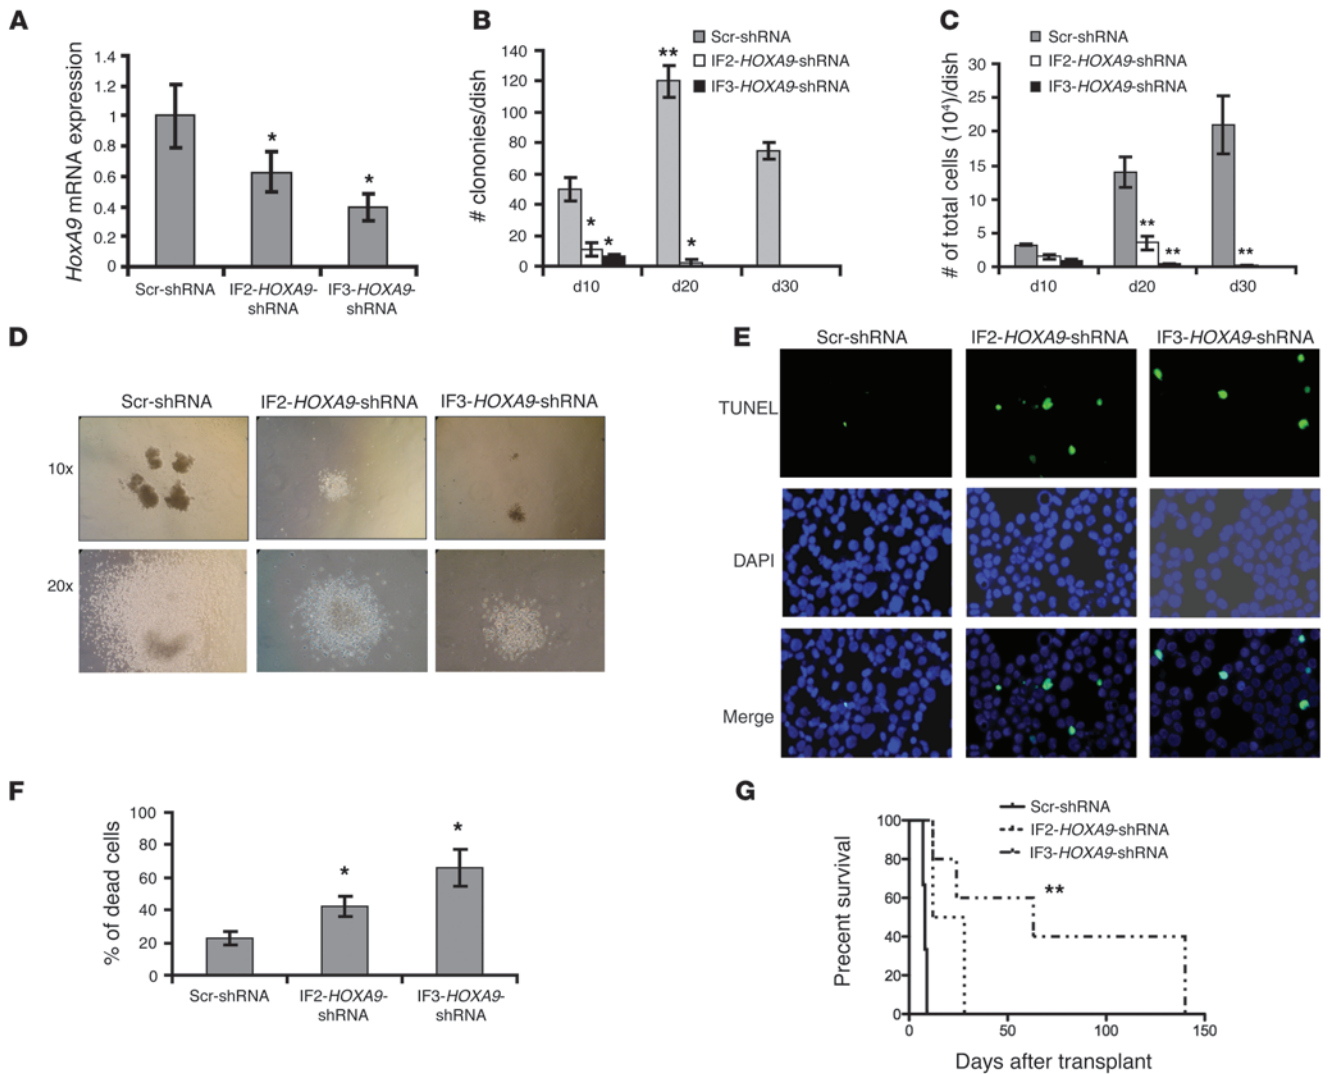 A
HoxA9 mRNA expression
1.4
1.2
1
0.8
0.6
0.4
0.2
0
*
*
Scr-shRNA
IF2-HOXA9-
shRNA
IF3-HOXA9-
shRNA
B
# clononies/dish
140
120
100
80
60
40
20
0
Scr-shRNA
IF2-HOXA9-shRNA
IF3-HOXA9-shRNA
**
*
*
*
d10
d20
d30
C
# of total cells (10⁴)/dish
30
25
20
15
10
5
0
Scr-shRNA
IF2-HOXA9-shRNA
IF3-HOXA9-shRNA
**
**
**
d10
d20
d30
D
Scr-shRNA
IF2-HOXA9-shRNA
IF3-HOXA9-shRNA
10x
20x
E
Scr-shRNA
IF2-HOXA9-shRNA
IF3-HOXA9-shRNA
TUNEL
DAPI
Merge
F
% of dead cells
100
80
60
40
20
0
*
*
Scr-shRNA
IF2-HOXA9-
shRNA
IF3-HOXA9-
shRNA
G
Precent survival
100
80
60
40
20
0
Scr-shRNA
IF2-HOXA9-shRNA
IF3-HOXA9-shRNA
**
0
50
100
150
Days after transplant